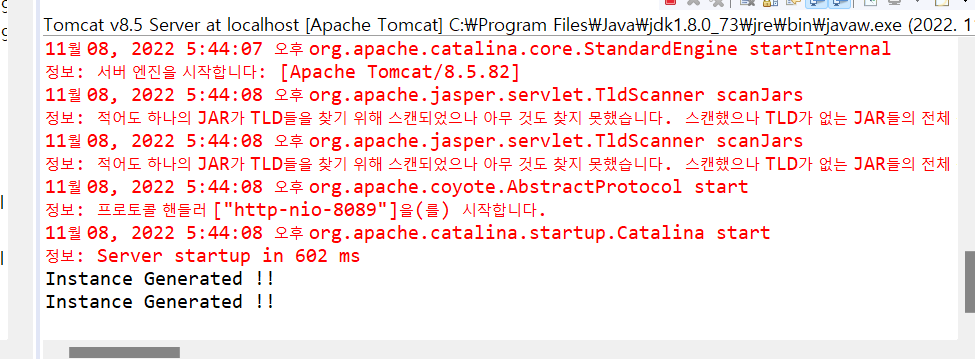 Tomcat v8.5 Server at localhost [Apache Tomcat] C:₩Program Files₩Java₩jdk1.8.0_73₩jre₩bin₩javaw.exe (2022. 1
11월 08, 2022 5:44:07 오후 org.apache.catalina.core.StandardEngine startInternal
정보: 서버 엔진을 시작합니다: [Apache Tomcat/8.5.82]
11월 08, 2022 5:44:08 오후 org.apache.jasper.servlet.TldScanner scanJars
정보: 적어도 하나의 JAR가 TLD들을 찾기 위해 스캔되었으나 아무 것도 찾지 못했습니다. 스캔했으나 TLD가 없는 JAR들의 전체
11월 08, 2022 5:44:08 오후 org.apache.jasper.servlet.TldScanner scanJars
정보: 적어도 하나의 JAR가 TLD들을 찾기 위해 스캔되었으나 아무 것도 찾지 못했습니다. 스캔했으나 TLD가 없는 JAR들의 전체
11월 08, 2022 5:44:08 오후 org.apache.coyote.AbstractProtocol start
정보: 프로토콜 핸들러 ["http-nio-8089"]을(를) 시작합니다.
11월 08, 2022 5:44:08 오후 org.apache.catalina.startup.Catalina start
정보: Server startup in 602 ms
Instance Generated !!
Instance Generated !!